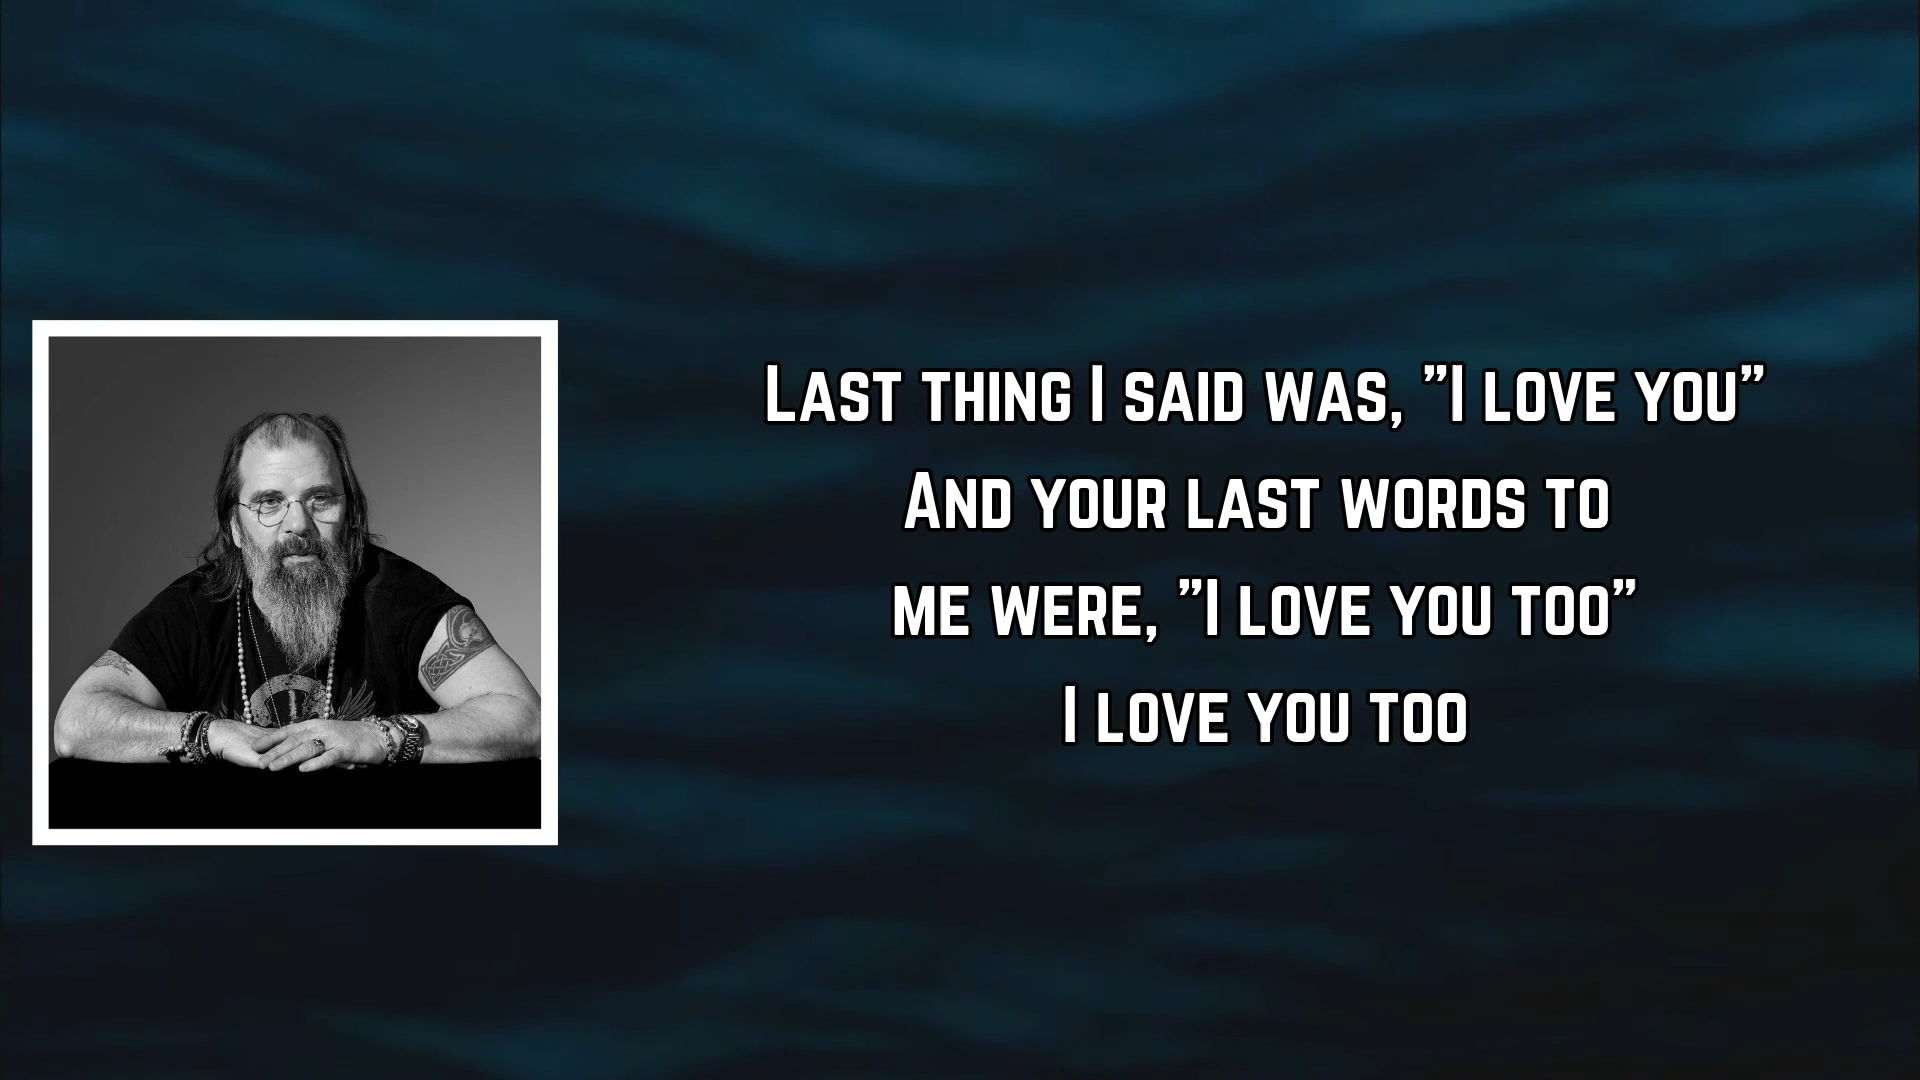 Last thing I said was, "I love you"
And your last words to
me were, "I love you too"
I love you too